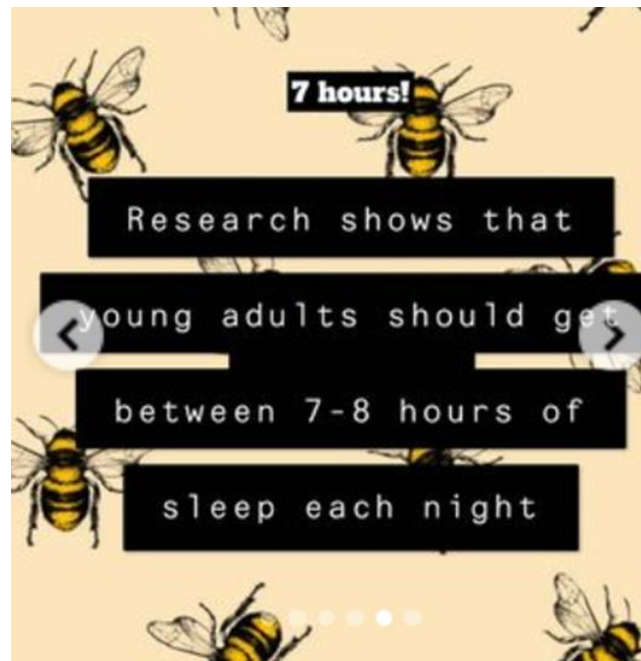 7 hours!
Research shows that
young adults should get
between 7-8 hours of
sleep each night